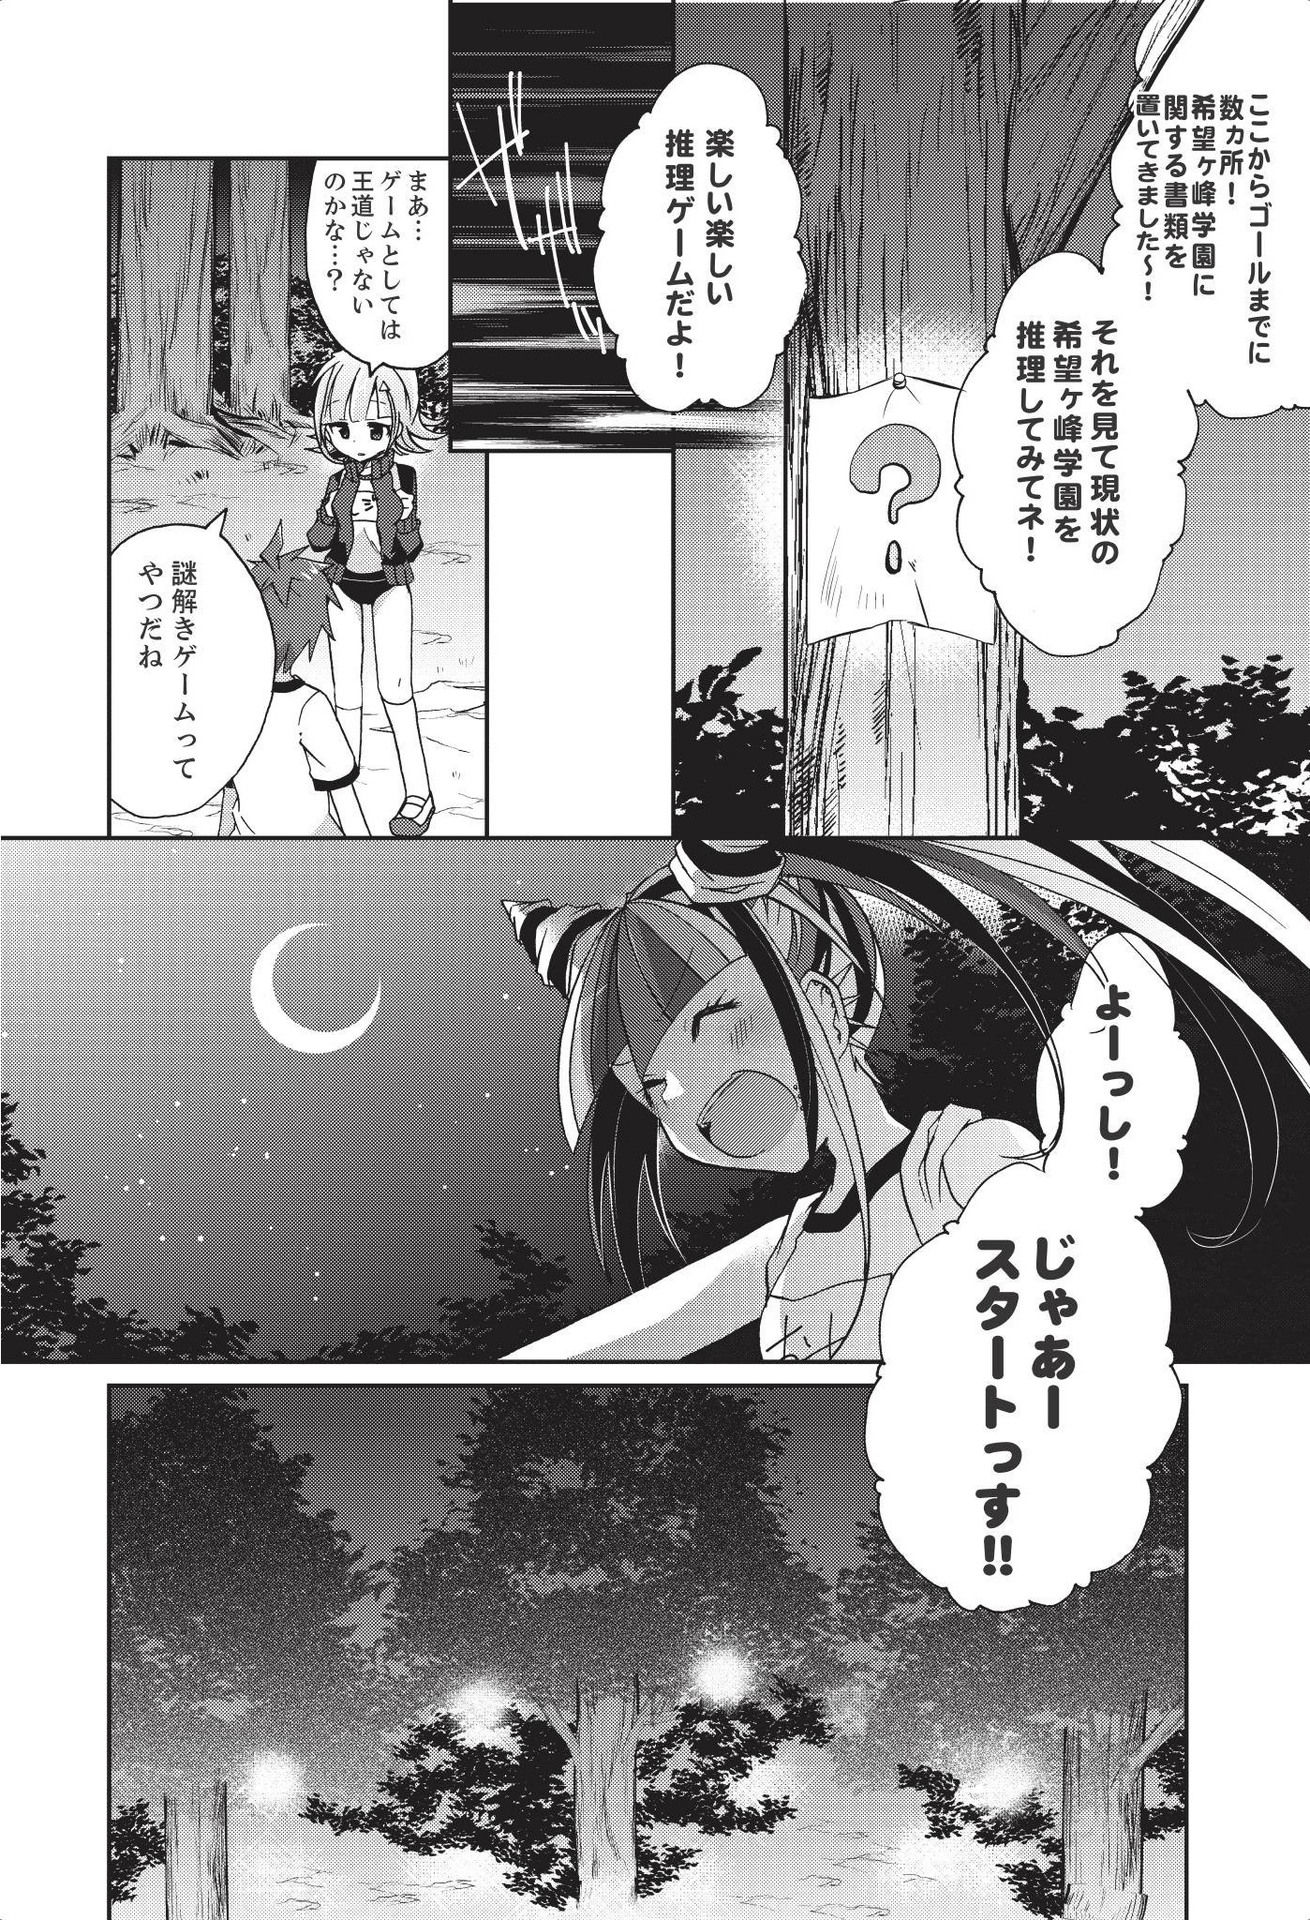 ここからゴールまでに
数ヵ所！
希望ヶ峰学園に
関する書類を
置いてきました～！
それを見て現状の
希望ヶ峰学園を
推理してみてネ！
？
楽しい楽しい
推理ゲームだよ！
まあ…
ゲームとしては
王道じゃない
のかな…？
謎解きゲームって
やつだね
よーっし！
じゃあー
スタートっす!!